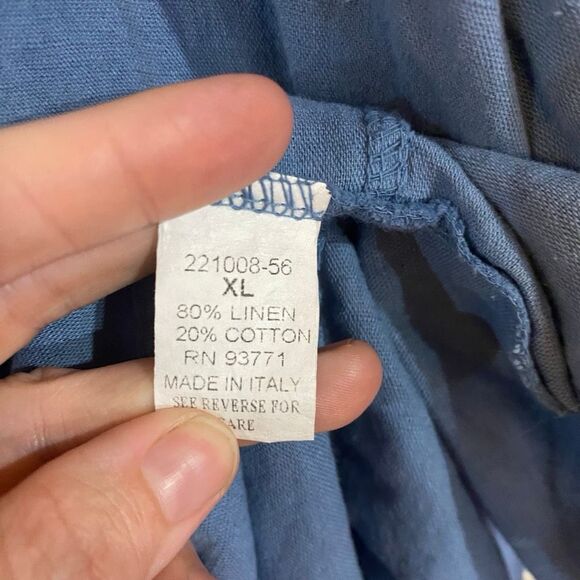 221008-56
XL
80% LINEN
20% COTTON
RN 93771
MADE IN ITALY
SEE REVERSE FOR
CARE